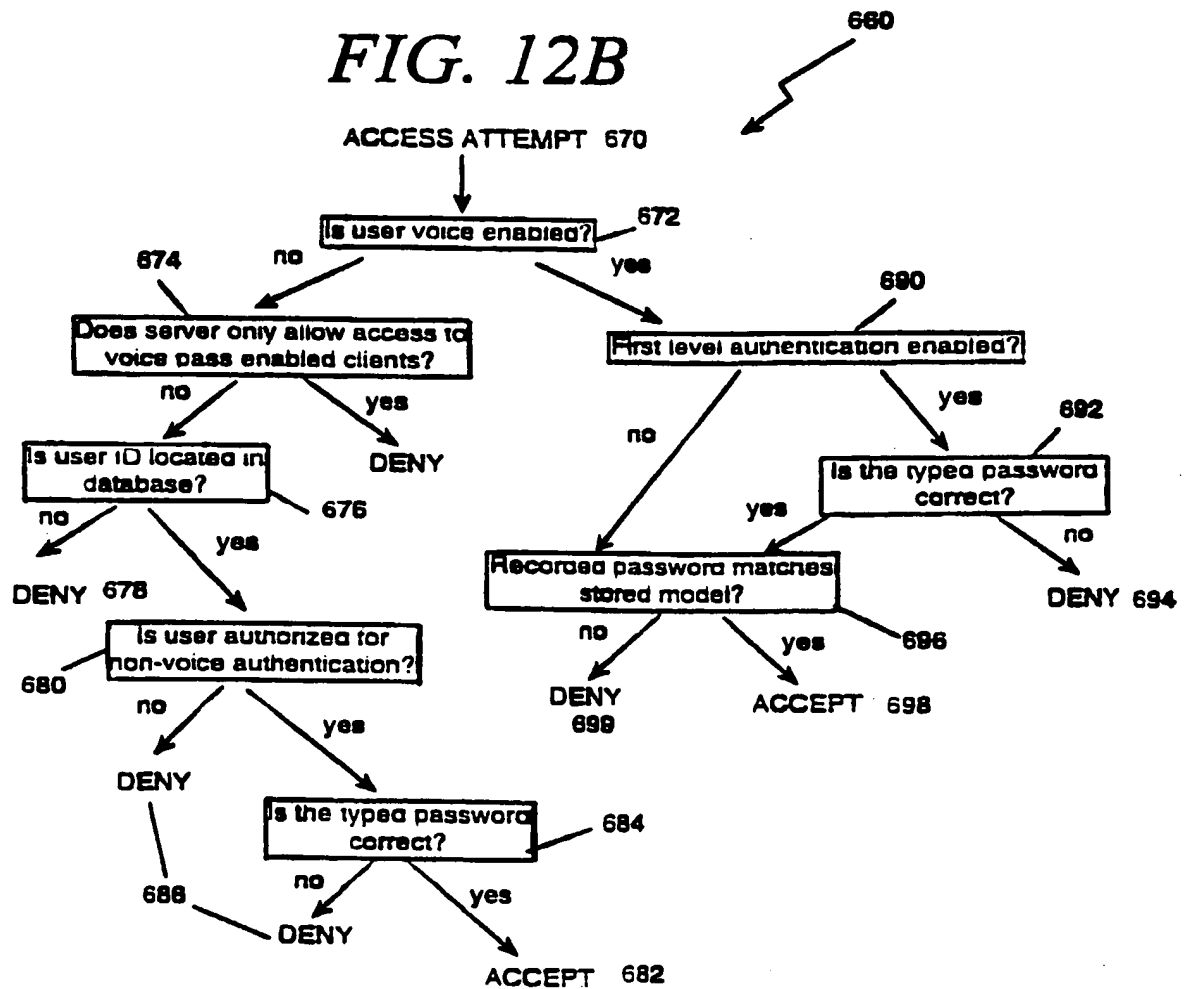 660
FIG. 12B
ACCESS ATTEMPT 670
Is user voice enabled?
672
no
yes
674
690
Does server only allow access to
voice pass enabled clients?
First level authentication enabled?
no
yes
no
yes
692
DENY
Is user ID located in
database?
676
Is the typed password
correct?
no
yes
yes
no
DENY 678
Recorded password matches
stored model?
DENY 694
Is user authorized for
non-voice authentication?
680
no
yes
696
DENY
699
ACCEPT 698
no
yes
DENY
Is the typed password
correct?
684
no
yes
686
DENY
ACCEPT 682